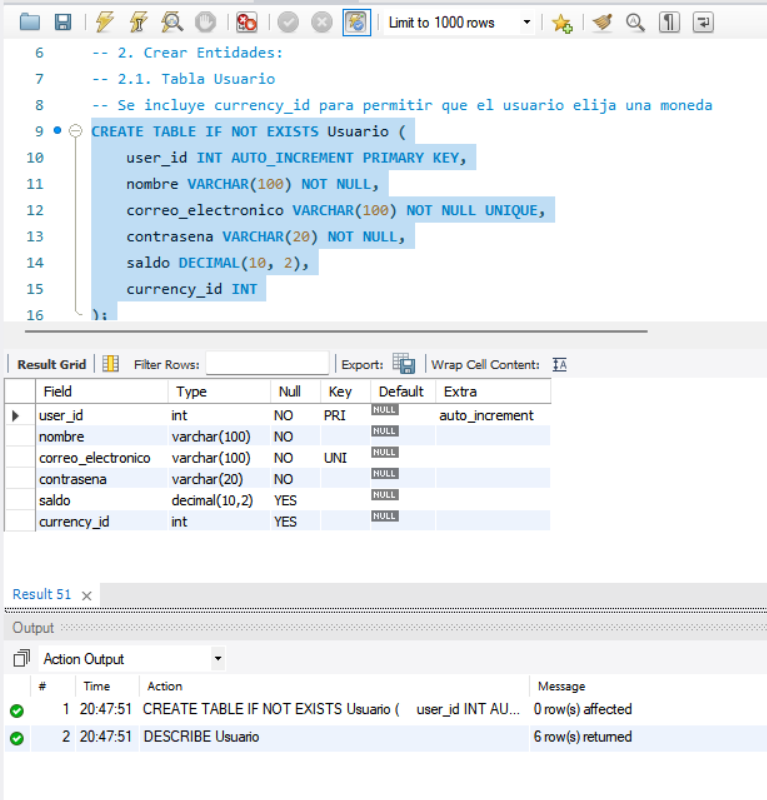 Limit to 1000 rows
6 -- 2. Crear Entidades:
7 -- 2.1. Tabla Usuario
8 -- Se incluye currency_id para permitir que el usuario elija una moneda
9 CREATE TABLE IF NOT EXISTS Usuario (
10 user_id INT AUTO_INCREMENT PRIMARY KEY,
11 nombre VARCHAR(100) NOT NULL,
12 correo_electronico VARCHAR(100) NOT NULL UNIQUE,
13 contrasena VARCHAR(20) NOT NULL,
14 saldo DECIMAL(10, 2),
15 currency_id INT
16 );
Result Grid Filter Rows: Export: Wrap Cell Content: IA
Field Type Null Key Default Extra
user_id int NO PRI NULL auto_increment
nombre varchar(100) NO NULL
correo_electronico varchar(100) NO UNI NULL
contrasena varchar(20) NO NULL
saldo decimal(10,2) YES NULL
currency_id int YES NULL
Result 51
Output
Action Output
# Time Action Message
1 20:47:51 CREATE TABLE IF NOT EXISTS Usuario ( user_id INT AU... 0 row(s) affected
2 20:47:51 DESCRIBE Usuario 6 row(s) returned